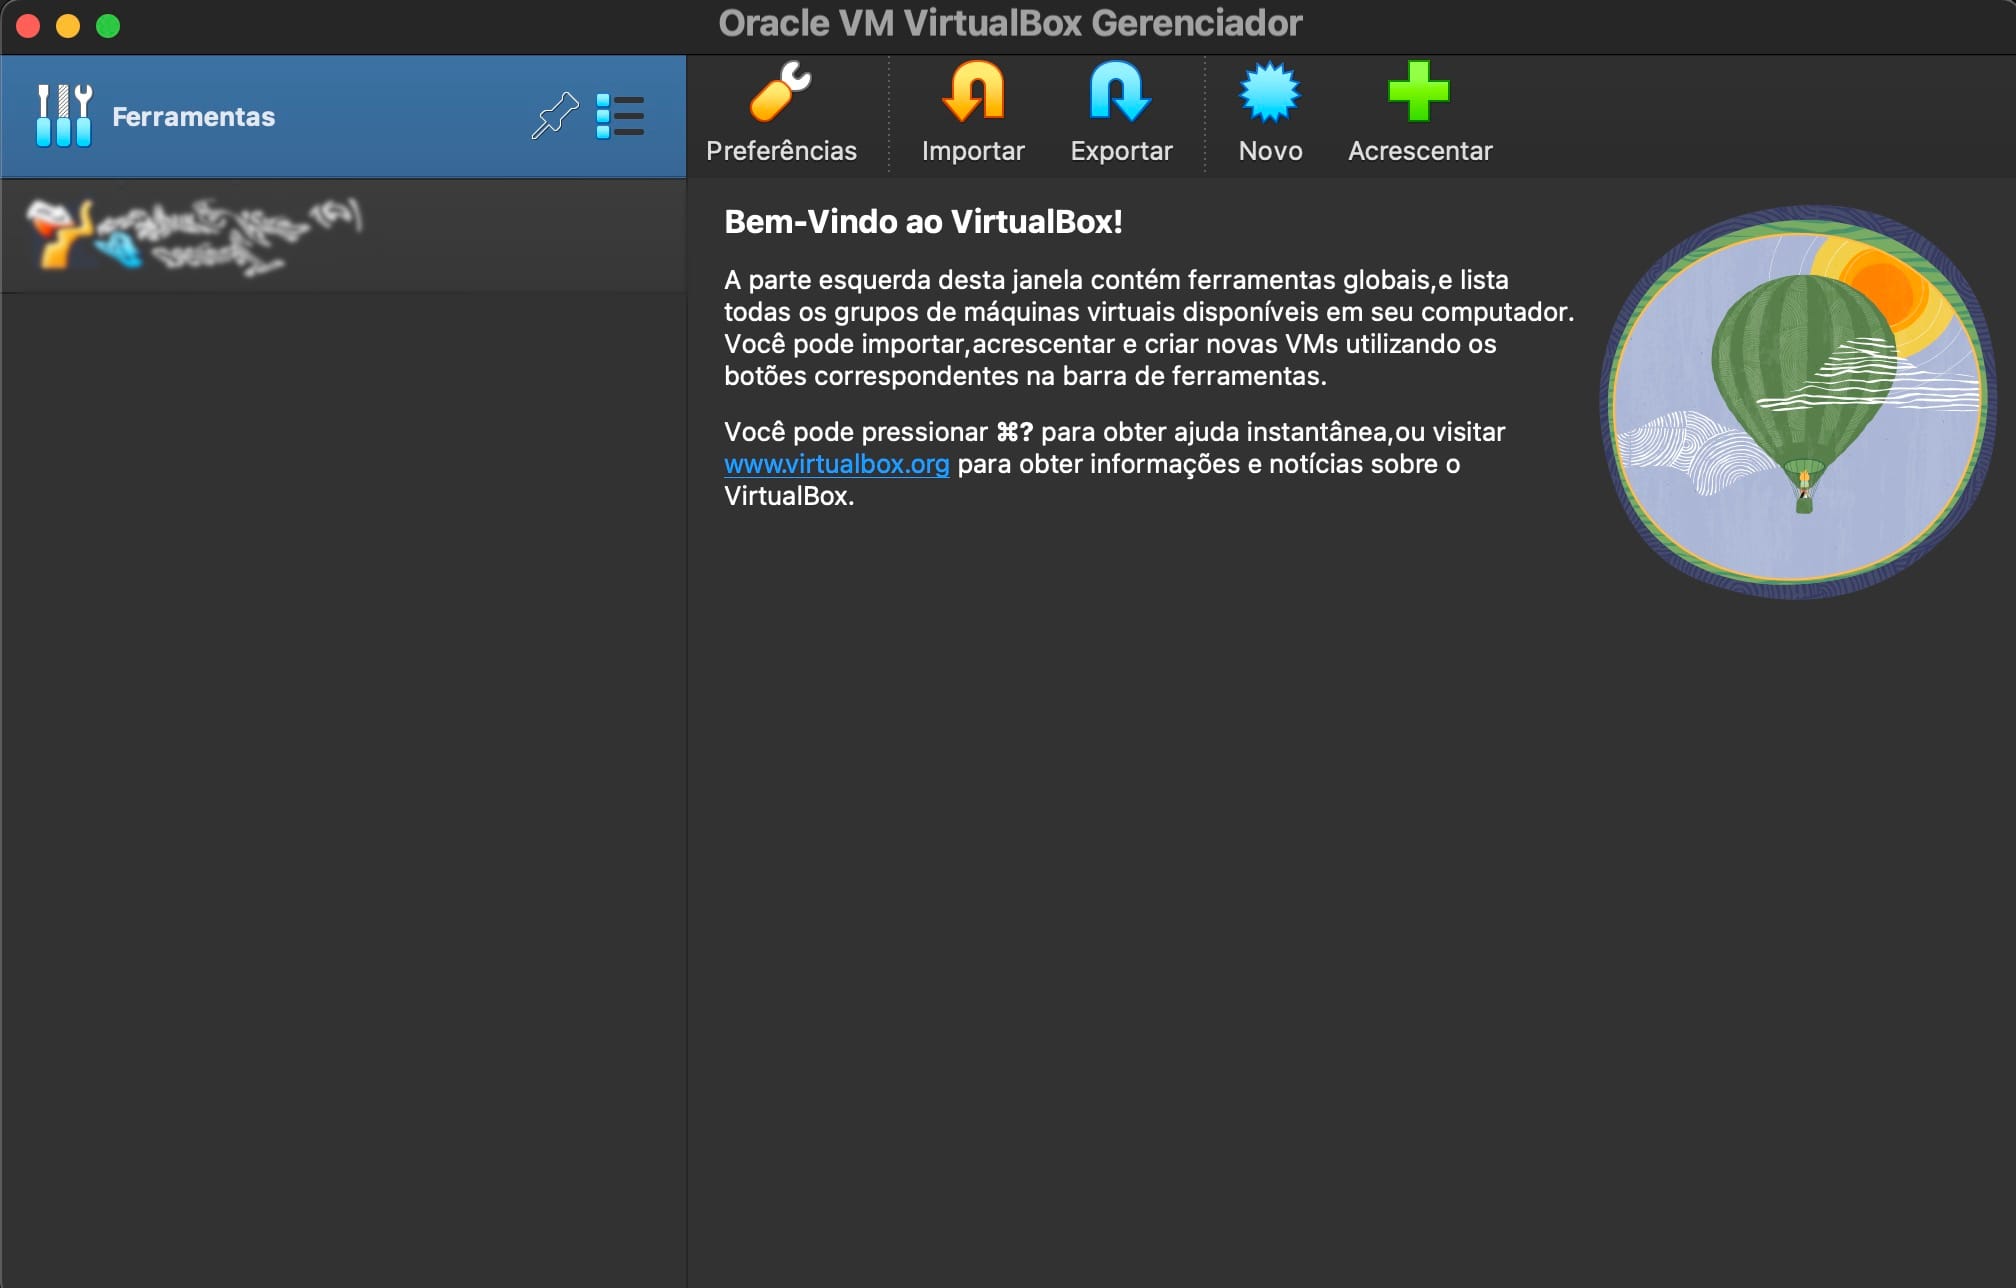 Oracle VM VirtualBox Gerenciador
Ferramentas
Preferências
Importar
Exportar
Novo
Acrescentar
Bem-Vindo ao VirtualBox!
A parte esquerda desta janela contém ferramentas globais,e lista
todas os grupos de máquinas virtuais disponíveis em seu computador.
Você pode importar,acrescentar e criar novas VMs utilizando os
botões correspondentes na barra de ferramentas.
Você pode pressionar ⌘? para obter ajuda instantânea,ou visitar
www.virtualbox.org para obter informações e notícias sobre o
VirtualBox.